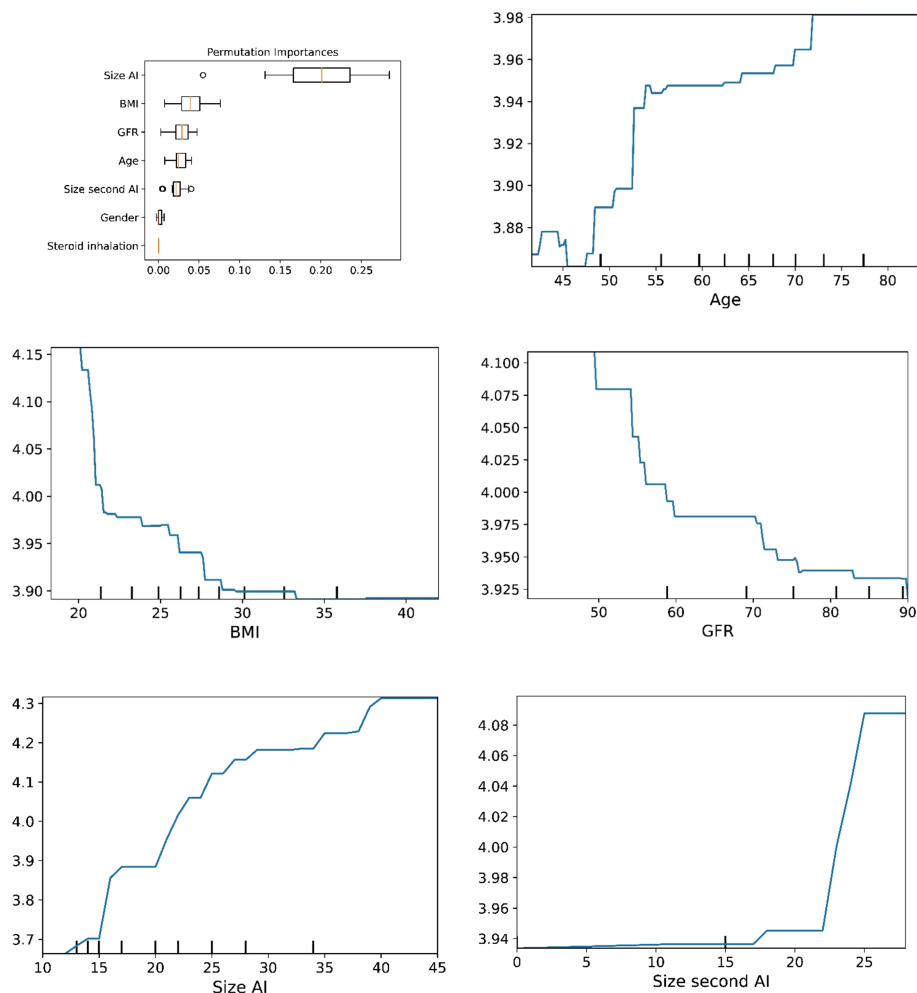 Permutation Importances
Size AI
BMI
GFR
Age
Size second AI
Gender
Steroid inhalation
0.00 0.05 0.10 0.15 0.20 0.25
3.98
3.96
3.94
3.92
3.90
3.88
45 50 55 60 65 70 75 80
Age
4.15
4.10
4.05
4.00
3.95
3.90
20 25 30 35 40
BMI
4.100
4.075
4.050
4.025
4.000
3.975
3.950
3.925
50 60 70 80 90
GFR
4.3
4.2
4.1
4.0
3.9
3.8
3.7
10 15 20 25 30 35 40 45
Size AI
4.08
4.06
4.04
4.02
4.00
3.98
3.96
3.94
0 5 10 15 20 25
Size second AI